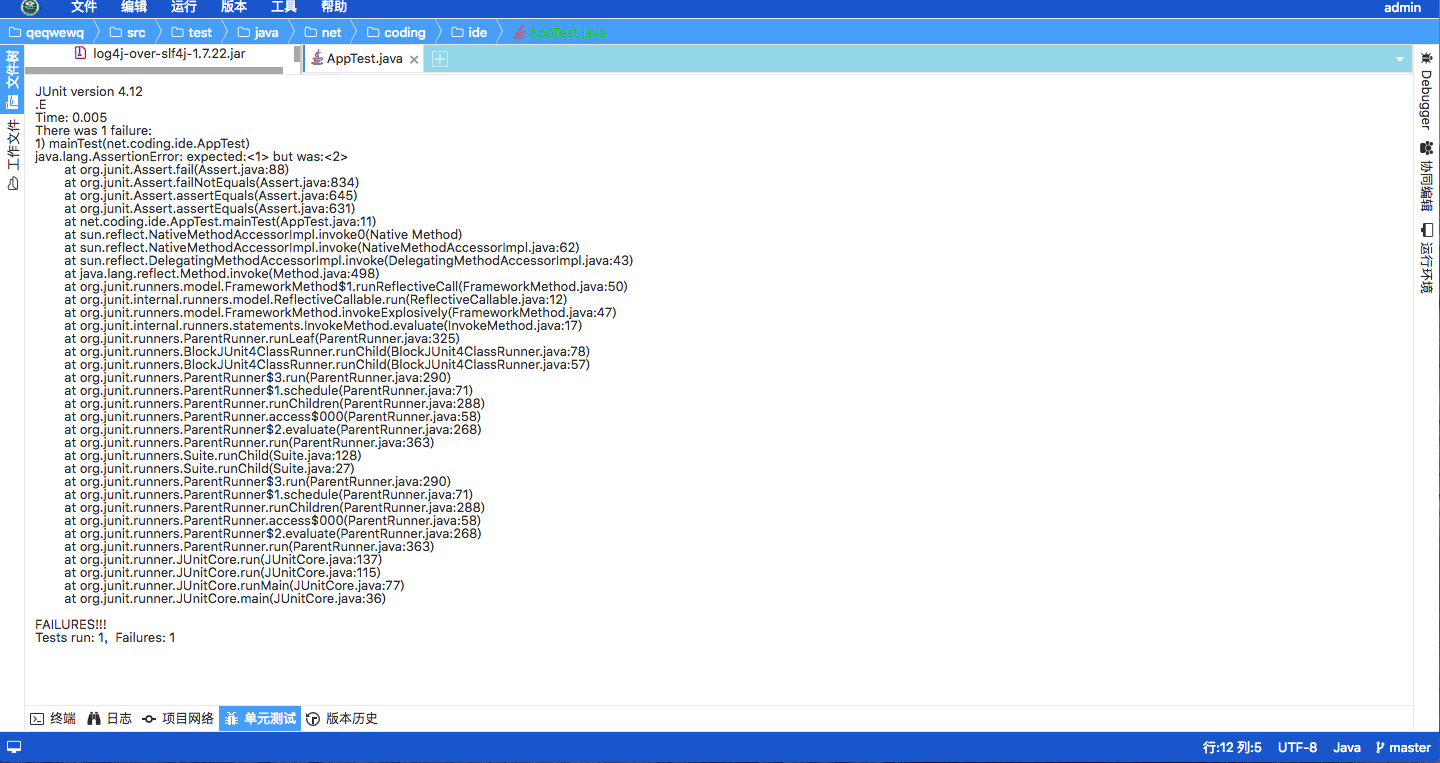 文件 编辑 运行 版本 工具 帮助 admin
qeqwewq src test java net coding ide AppTest.java
log4j-over-slf4j-1.7.22.jar AppTest.java
文件树
工作文件
JUnit version 4.12
.E
Time: 0.005
There was 1 failure:
1) mainTest(net.coding.ide.AppTest)
java.lang.AssertionError: expected:<1> but was:<2>
at org.junit.Assert.fail(Assert.java:88)
at org.junit.Assert.failNotEquals(Assert.java:834)
at org.junit.Assert.assertEquals(Assert.java:645)
at org.junit.Assert.assertEquals(Assert.java:631)
at net.coding.ide.AppTest.mainTest(AppTest.java:11)
at sun.reflect.NativeMethodAccessorImpl.invoke0(Native Method)
at sun.reflect.NativeMethodAccessorImpl.invoke(NativeMethodAccessorImpl.java:62)
at sun.reflect.DelegatingMethodAccessorImpl.invoke(DelegatingMethodAccessorImpl.java:43)
at java.lang.reflect.Method.invoke(Method.java:498)
at org.junit.runners.model.FrameworkMethod$1.runReflectiveCall(FrameworkMethod.java:50)
at org.junit.internal.runners.model.ReflectiveCallable.run(ReflectiveCallable.java:12)
at org.junit.runners.model.FrameworkMethod.invokeExplosively(FrameworkMethod.java:47)
at org.junit.internal.runners.statements.InvokeMethod.evaluate(InvokeMethod.java:17)
at org.junit.runners.ParentRunner.runLeaf(ParentRunner.java:325)
at org.junit.runners.BlockJUnit4ClassRunner.runChild(BlockJUnit4ClassRunner.java:78)
at org.junit.runners.BlockJUnit4ClassRunner.runChild(BlockJUnit4ClassRunner.java:57)
at org.junit.runners.ParentRunner$3.run(ParentRunner.java:290)
at org.junit.runners.ParentRunner$1.schedule(ParentRunner.java:71)
at org.junit.runners.ParentRunner.runChildren(ParentRunner.java:288)
at org.junit.runners.ParentRunner.access$000(ParentRunner.java:58)
at org.junit.runners.ParentRunner$2.evaluate(ParentRunner.java:268)
at org.junit.runners.ParentRunner.run(ParentRunner.java:363)
at org.junit.runners.Suite.runChild(Suite.java:128)
at org.junit.runners.Suite.runChild(Suite.java:27)
at org.junit.runners.ParentRunner$3.run(ParentRunner.java:290)
at org.junit.runners.ParentRunner$1.schedule(ParentRunner.java:71)
at org.junit.runners.ParentRunner.runChildren(ParentRunner.java:288)
at org.junit.runners.ParentRunner.access$000(ParentRunner.java:58)
at org.junit.runners.ParentRunner$2.evaluate(ParentRunner.java:268)
at org.junit.runners.ParentRunner.run(ParentRunner.java:363)
at org.junit.runner.JUnitCore.run(JUnitCore.java:137)
at org.junit.runner.JUnitCore.run(JUnitCore.java:115)
at org.junit.runner.JUnitCore.runMain(JUnitCore.java:77)
at org.junit.runner.JUnitCore.main(JUnitCore.java:36)
FAILURES!!!
Tests run: 1,  Failures: 1
Debugger
协同编辑
运行环境
终端 日志 项目网络 单元测试 版本历史
行:12 列:5 UTF-8 Java master